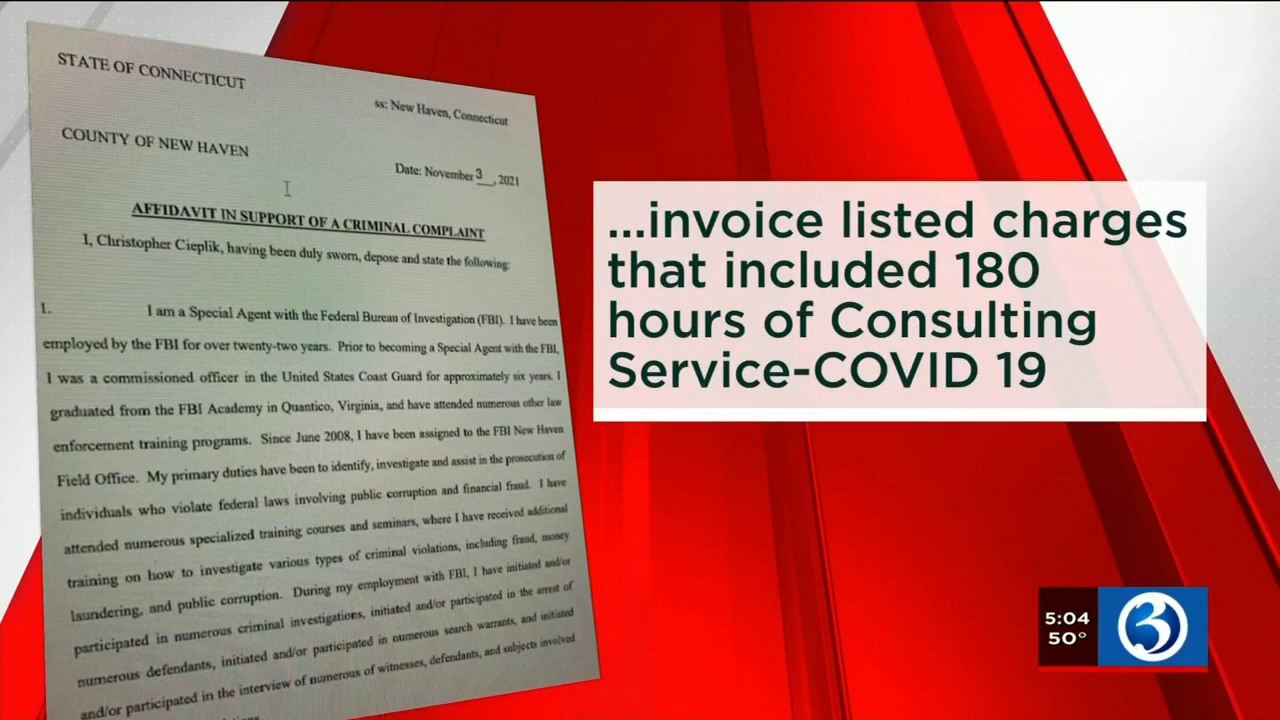 STATE OF CONNECTICUT
ss: New Haven, Connecticut
COUNTY OF NEW HAVEN
Date: November 3, 2021
AFFIDAVIT IN SUPPORT OF A CRIMINAL COMPLAINT
I, Christopher Cieplik, having been duly sworn, depose and state the following:
1. I am a Special Agent with the Federal Bureau of Investigation (FBI). I have been
employed by the FBI for over twenty-two years. Prior to becoming a Special Agent with the FBI,
I was a commissioned officer in the United States Coast Guard for approximately six years. I
graduated from the FBI Academy in Quantico, Virginia, and have attended numerous other law
enforcement training programs. Since June 2008, I have been assigned to the FBI New Haven
Field Office. My primary duties have been to identify, investigate and assist in the prosecution of
individuals who violate federal laws involving public corruption and financial fraud. I have
attended numerous specialized training courses and seminars, where I have received additional
training on how to investigate various types of criminal violations, including fraud, money
laundering, and public corruption. During my employment with FBI, I have initiated and/or
participated in numerous criminal investigations, initiated and/or participated in the arrest of
numerous defendants, initiated and/or participated in numerous search warrants, and initiated
and/or participated in the interview of numerous of witnesses, defendants, and subjects involved
...invoice listed charges
that included 180
hours of Consulting
Service-COVID 19
5:04
50°
3